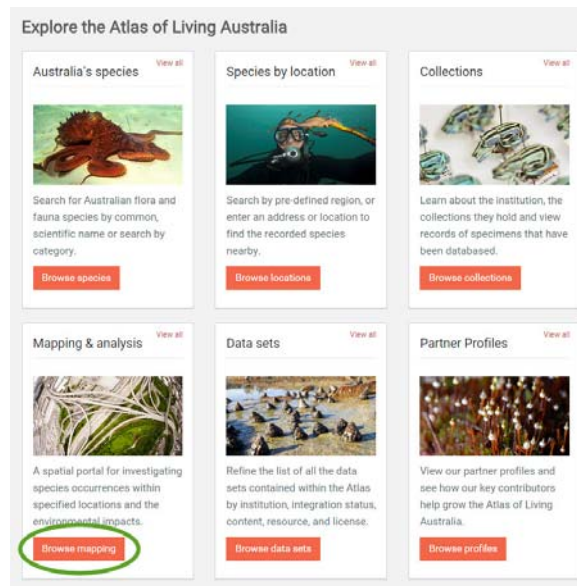 Explore the Atlas of Living Australia
View all
Australia's species
Search for Australian flora and
fauna species by common,
scientific name or search by
category.
Browse species
View all
Species by location
Search by pre-defined region, or
enter an address or location to
find the recorded species
nearby.
Browse locations
View all
Collections
Learn about the institution, the
collections they hold and view
records of specimens that have
been databased.
Browse collections
View all
Mapping & analysis
A spatial portal for investigating
species occurrences within
specified locations and the
environmental impacts.
Browse mapping
View all
Data sets
Refine the list of all the data
sets contained within the Atlas
by institution, integration status,
content, resource, and license.
Browse data sets
View all
Partner Profiles
View our partner profiles and
see how our key contributors
help grow the Atlas of Living
Australia.
Browse profiles